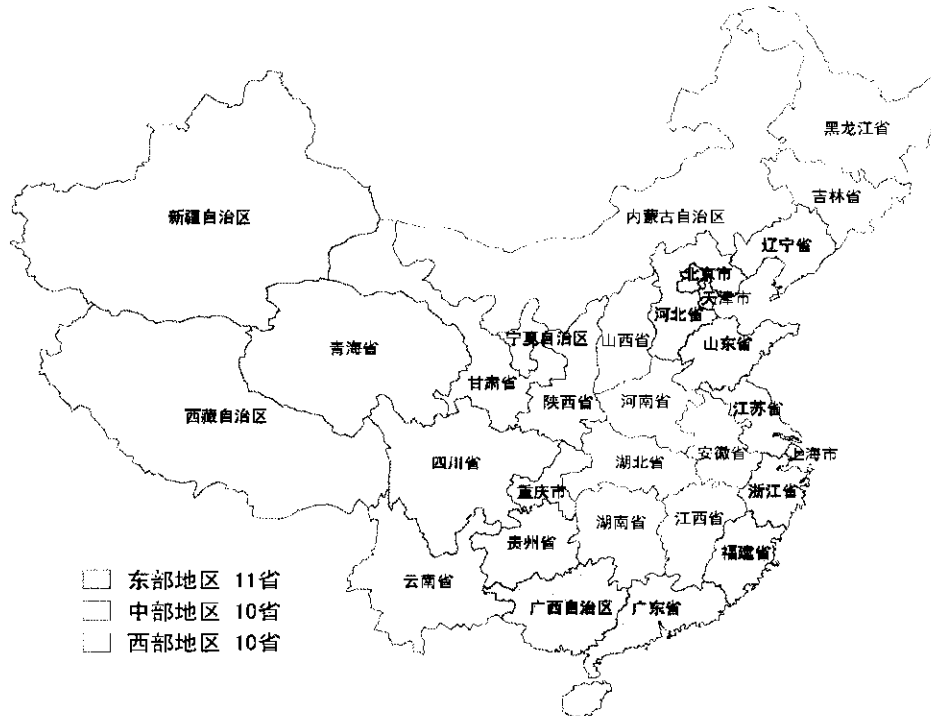 黑龙江省
吉林省
新疆自治区
内蒙古自治区
辽宁省
北京市
天津市
河北省
宁夏自治区
山西省
青海省
山东省
甘肃省
陕西省
河南省
西藏自治区
江苏省
安徽省
上海市
四川省
湖北省
重庆市
浙江省
湖南省
江西省
贵州省
福建省
云南省
广西自治区
广东省
东部地区 11省
中部地区 10省
西部地区 10省